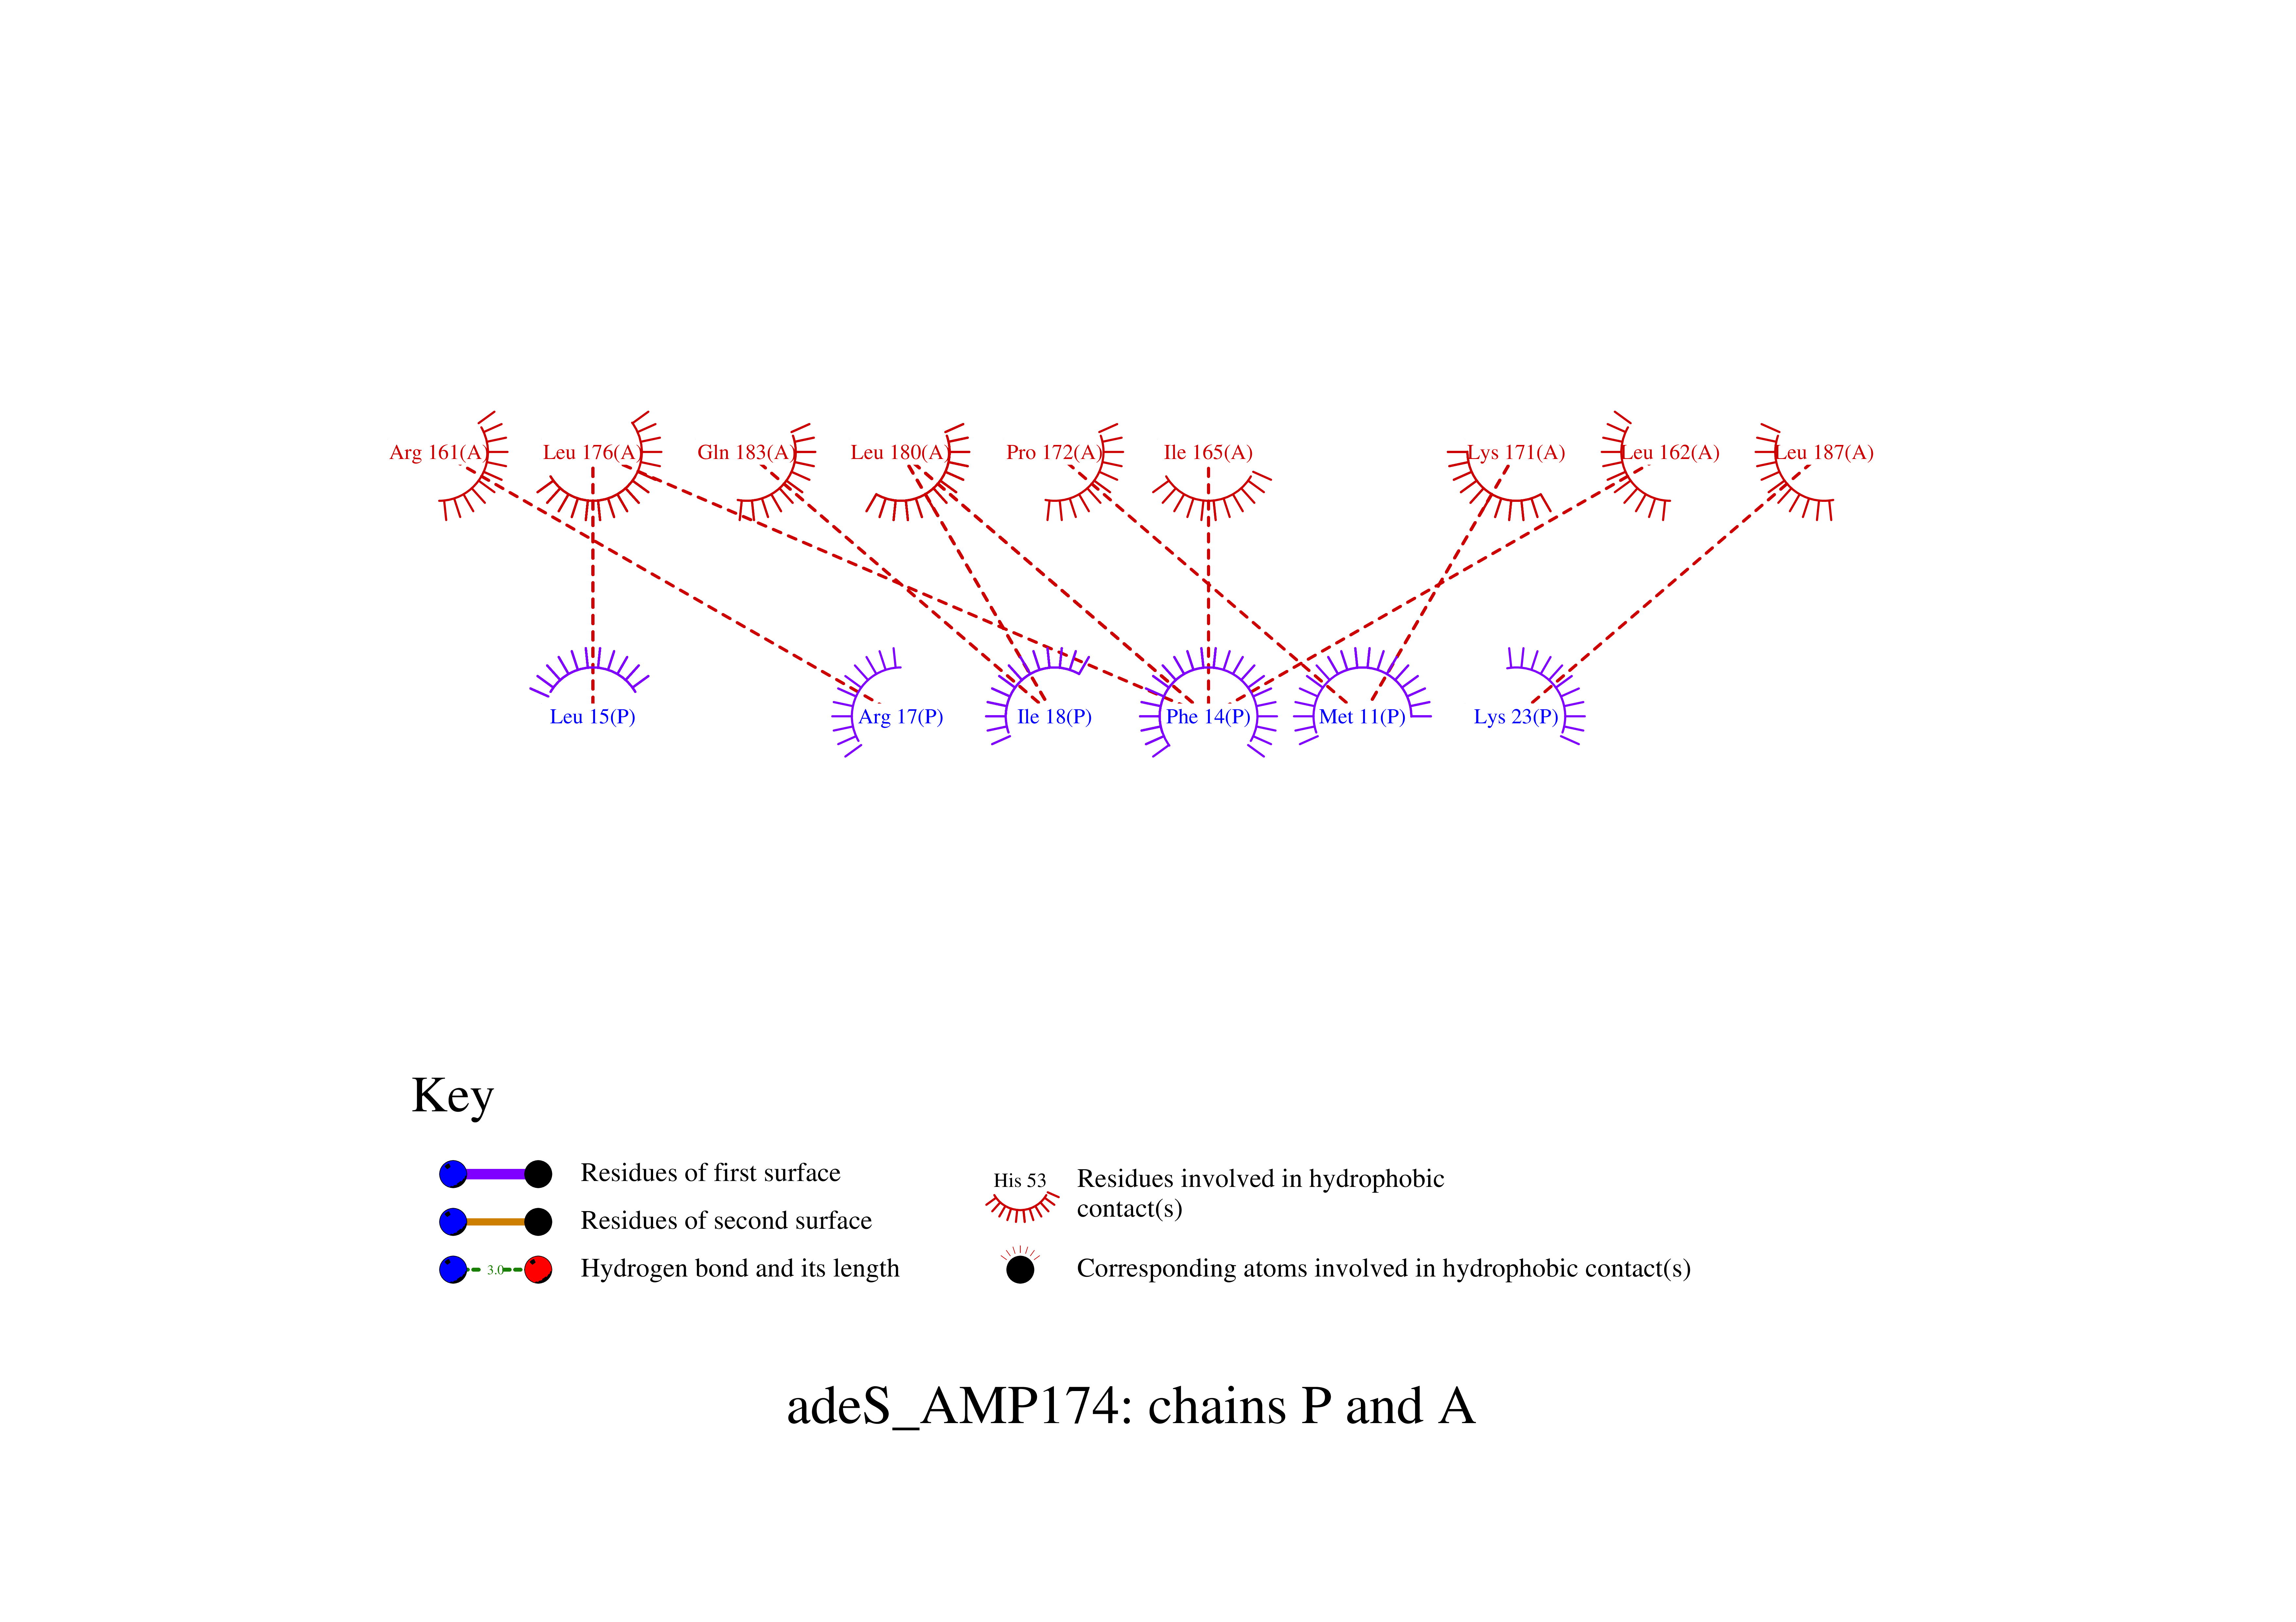 Arg 161(A) Leu 176(A) Gln 183(A) Leu 180(A) Pro 172(A) Ile 165(A) Lys 171(A) Leu 162(A) Leu 187(A)
Leu 15(P) Arg 17(P) Ile 18(P) Phe 14(P) Met 11(P) Lys 23(P)
Key
Residues of first surface
Residues of second surface
3.0 Hydrogen bond and its length
His 53 Residues involved in hydrophobic
contact(s)
Corresponding atoms involved in hydrophobic contact(s)
adeS_AMP174: chains P and A